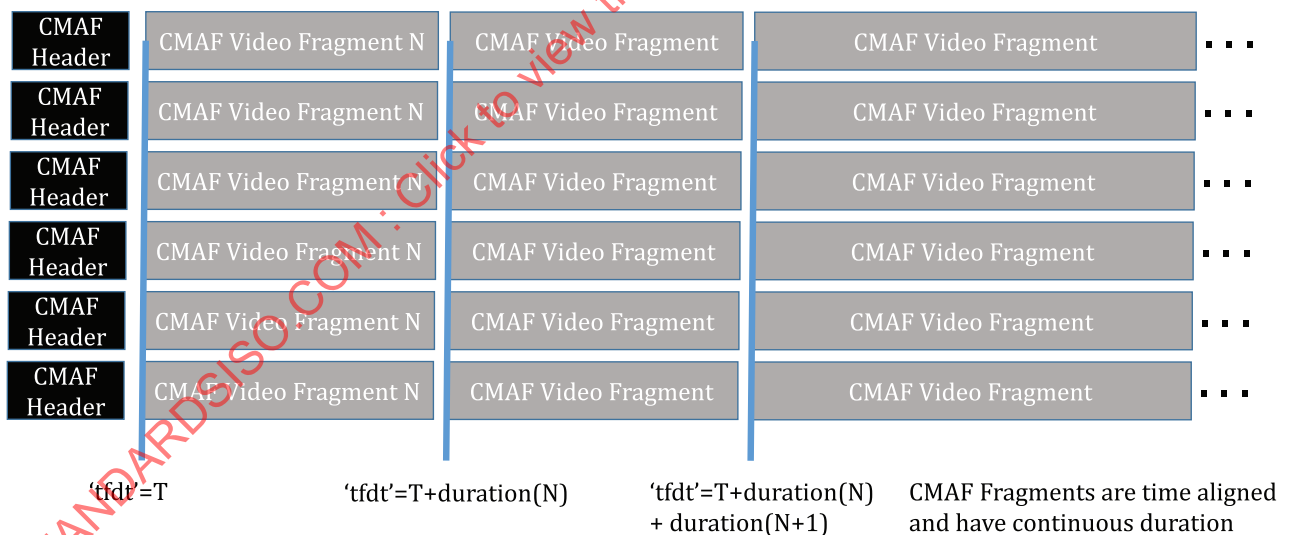 CMAF Header CMAF Video Fragment N CMAF Video Fragment CMAF Video Fragment ...
CMAF Header CMAF Video Fragment N CMAF Video Fragment CMAF Video Fragment ...
CMAF Header CMAF Video Fragment N CMAF Video Fragment CMAF Video Fragment ...
CMAF Header CMAF Video Fragment N CMAF Video Fragment CMAF Video Fragment ...
CMAF Header CMAF Video Fragment N CMAF Video Fragment CMAF Video Fragment ...
CMAF Header CMAF Video Fragment N CMAF Video Fragment CMAF Video Fragment ...
‘tfdt’=T
‘tfdt’=T+duration(N)
‘tfdt’=T+duration(N)
+ duration(N+1)
CMAF Fragments are time aligned
and have continuous duration
TANDARDSISO.COM : Click to view